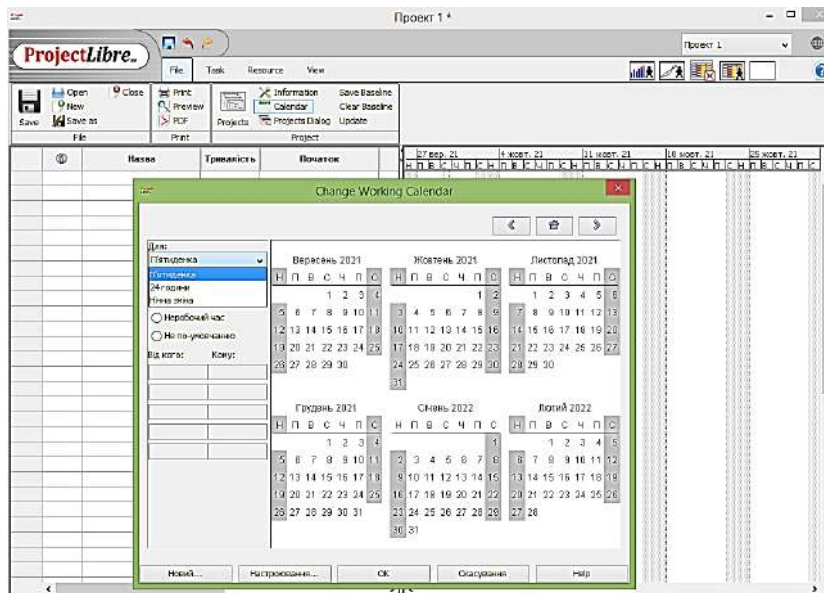 Проект 1 *
ProjectLibre
Проект 1
File Task Resource View
Save
Open
New
Save as
Close
File
Print
Preview
PDF
Print
Projects
Information
Calendar
Projects Dialog
Save Baseline
Clear Baseline
Update
Project
Назва Тривалість Початок
27 вер. 21 4 жовт. 21 11 жовт. 21 18 жовт. 21 25 жовт. 21
Change Working Calendar
Для:
П'ятиденка
П'ятиденка
24 години
Нічна зміна
Неробочий час
Не по-умовчанню
Від кого: Кому:
Вересень 2021
Н П В С Ч П С
1 2 3 4
5 6 7 8 9 10 11
12 13 14 15 16 17 18
19 20 21 22 23 24 25
26 27 28 29 30
Жовтень 2021
Н П В С Ч П С
1 2
3 4 5 6 7 8 9
10 11 12 13 14 15 16
17 18 19 20 21 22 23
24 25 26 27 28 29 30
31
Листопад 2021
Н П В С Ч П С
1 2 3 4 5 6
7 8 9 10 11 12 13
14 15 16 17 18 19 20
21 22 23 24 25 26 27
28 29 30
Грудень 2021
Н П В С Ч П С
1 2 3 4
5 6 7 8 9 10 11
12 13 14 15 16 17 18
19 20 21 22 23 24 25
26 27 28 29 30 31
Січень 2022
Н П В С Ч П С
1
2 3 4 5 6 7 8
9 10 11 12 13 14 15
16 17 18 19 20 21 22
23 24 25 26 27 28 29
30 31
Лютий 2022
Н П В С Ч П С
1 2 3 4 5
6 7 8 9 10 11 12
13 14 15 16 17 18 19
20 21 22 23 24 25 26
27 28
Новий... Настроювання... OK Скасування Help